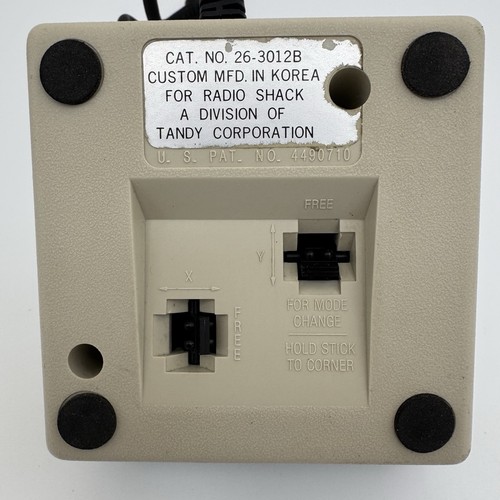 CAT. NO. 26-3012B
CUSTOM MFD. IN KOREA
FOR RADIO SHACK
A DIVISION OF
TANDY CORPORATION
U. S. PAT. NO. 4490710
FREE
Y
X
FREE
FOR MODE
CHANGE
HOLD STICK
TO CORNER